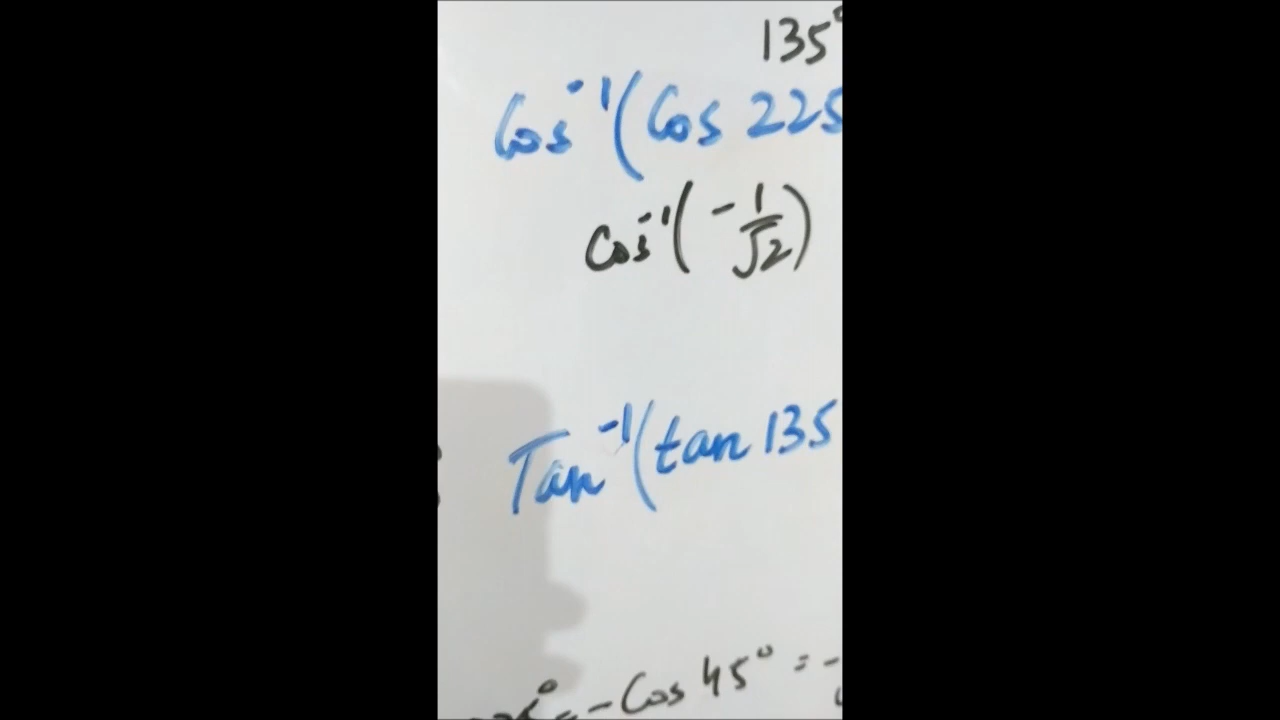 135°
Cos⁻¹(Cos 225
Cos⁻¹(-1/√2)
Tan⁻¹(tan 135
= -Cos 45° = -